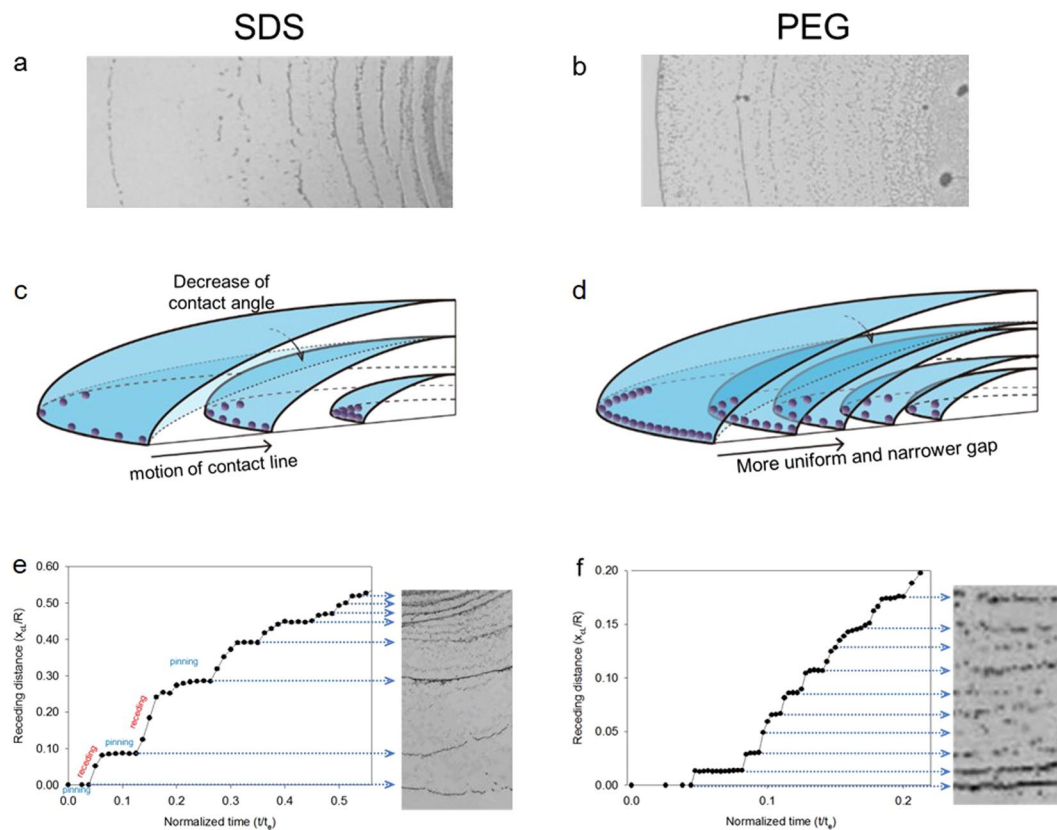 SDS
PEG
a
b
c
Decrease of
contact angle
motion of contact line
d
More uniform and narrower gap
e
0.60
0.50
0.40
0.30
0.20
0.10
0.00
Receding distance (x_cL/R)
pinning
receding
pinning
receding
pinning
0.0
0.1
0.2
0.3
0.4
0.5
Normalized time (t/t_e)
f
0.20
0.15
0.10
0.05
0.00
Receding distance (x_cL/R)
0.0
0.1
0.2
Normalized time (t/t_e)